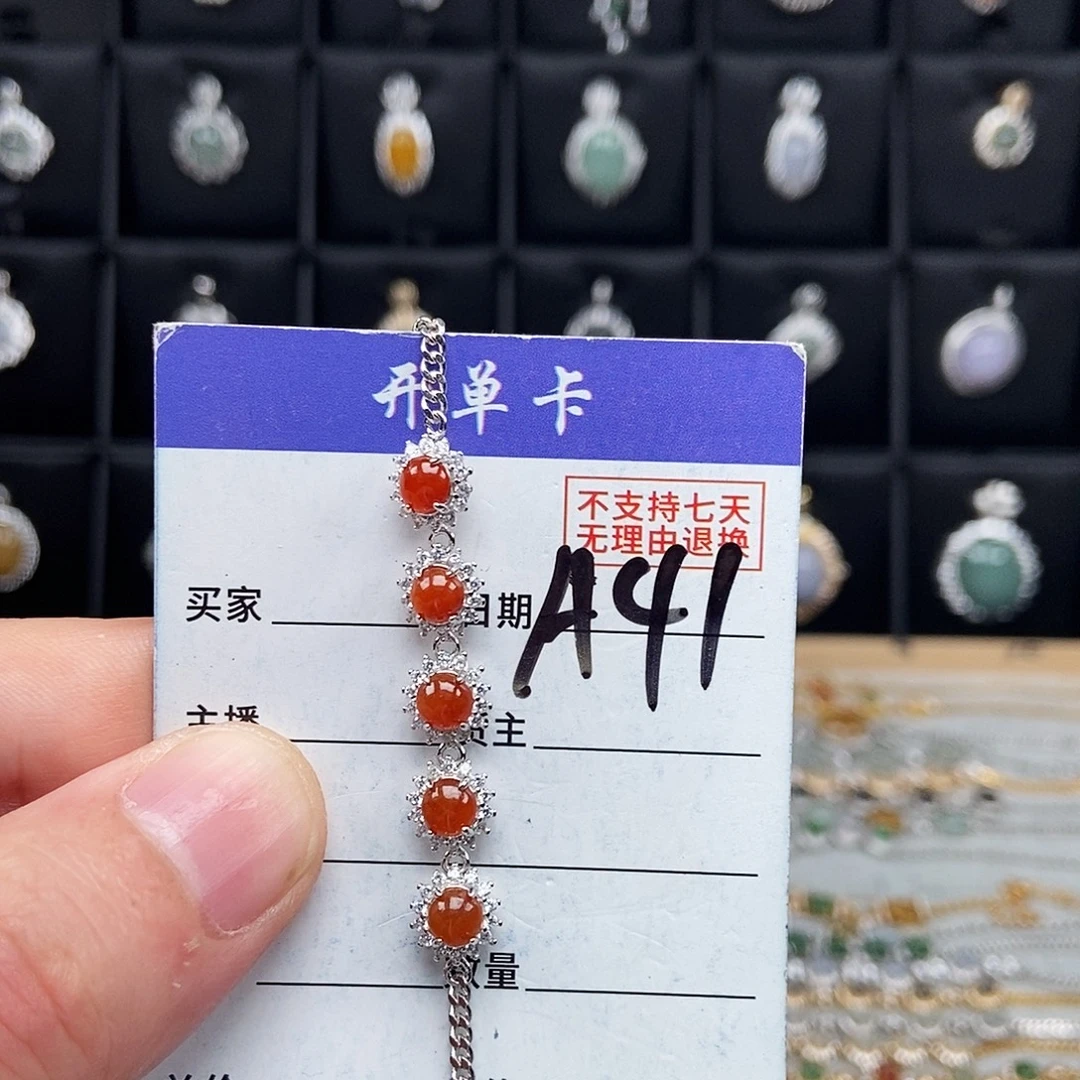 开单卡
不支持七天
无理由退换
买家 日期 A41
主播 货主
数量